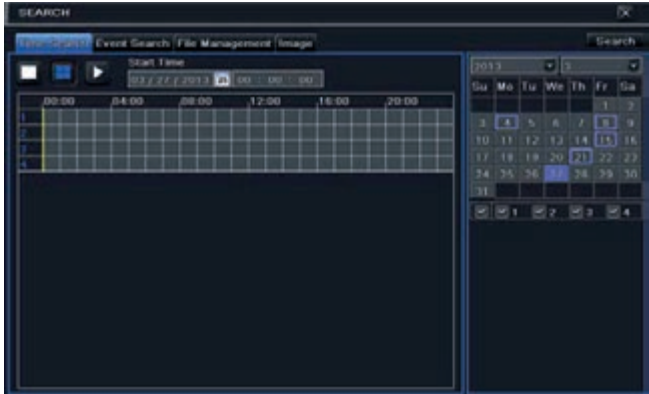 SEARCH
Time Search Event Search File Management Image
Search
Start Time
03 / 27 / 2013 00 : 00 : 00
2013 3
Su Mo Tu We Th Fr Sa
1 2
3 4 5 6 7 8 9
10 11 12 13 14 15 16
17 18 19 20 21 22 23
24 25 26 27 28 29 30
31
00:00 04:00 08:00 12:00 16:00 20:00
1
2
3
4
1 2 3 4